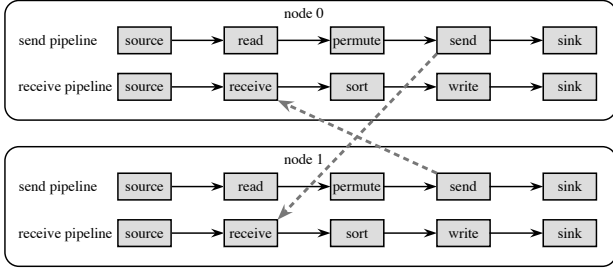 node 0
send pipeline source read permute send sink
receive pipeline source receive sort write sink
node 1
send pipeline source read permute send sink
receive pipeline source receive sort write sink